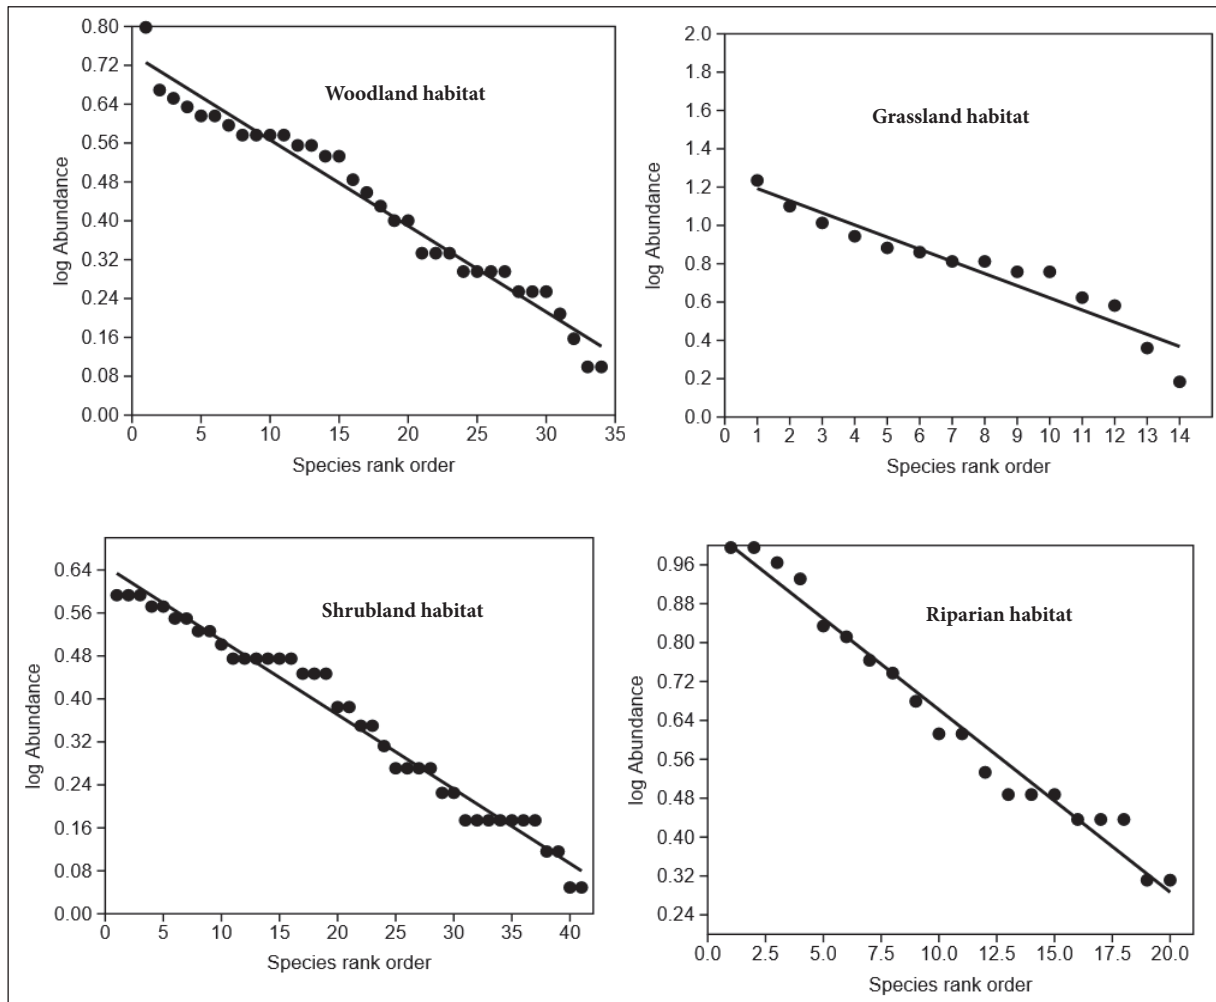 Woodland habitat
log Abundance
0.80
0.72
0.64
0.56
0.48
0.40
0.32
0.24
0.16
0.08
0.00
0 5 10 15 20 25 30 35
Species rank order
Grassland habitat
log Abundance
2.0
1.8
1.6
1.4
1.2
1.0
0.8
0.6
0.4
0.2
0.0
0 1 2 3 4 5 6 7 8 9 10 11 12 13 14
Species rank order
Shrubland habitat
log Abundance
0.64
0.56
0.48
0.40
0.32
0.24
0.16
0.08
0.00
0 5 10 15 20 25 30 35 40
Species rank order
Riparian habitat
log Abundance
0.96
0.88
0.80
0.72
0.64
0.56
0.48
0.40
0.32
0.24
0.0 2.5 5.0 7.5 10.0 12.5 15.0 17.5 20.0
Species rank order